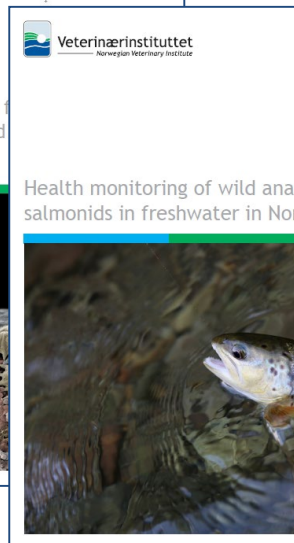 Veterinærinstituttet
Norwegian Veterinary Institute
Health monitoring of wild ana
salmonids in freshwater in Nor